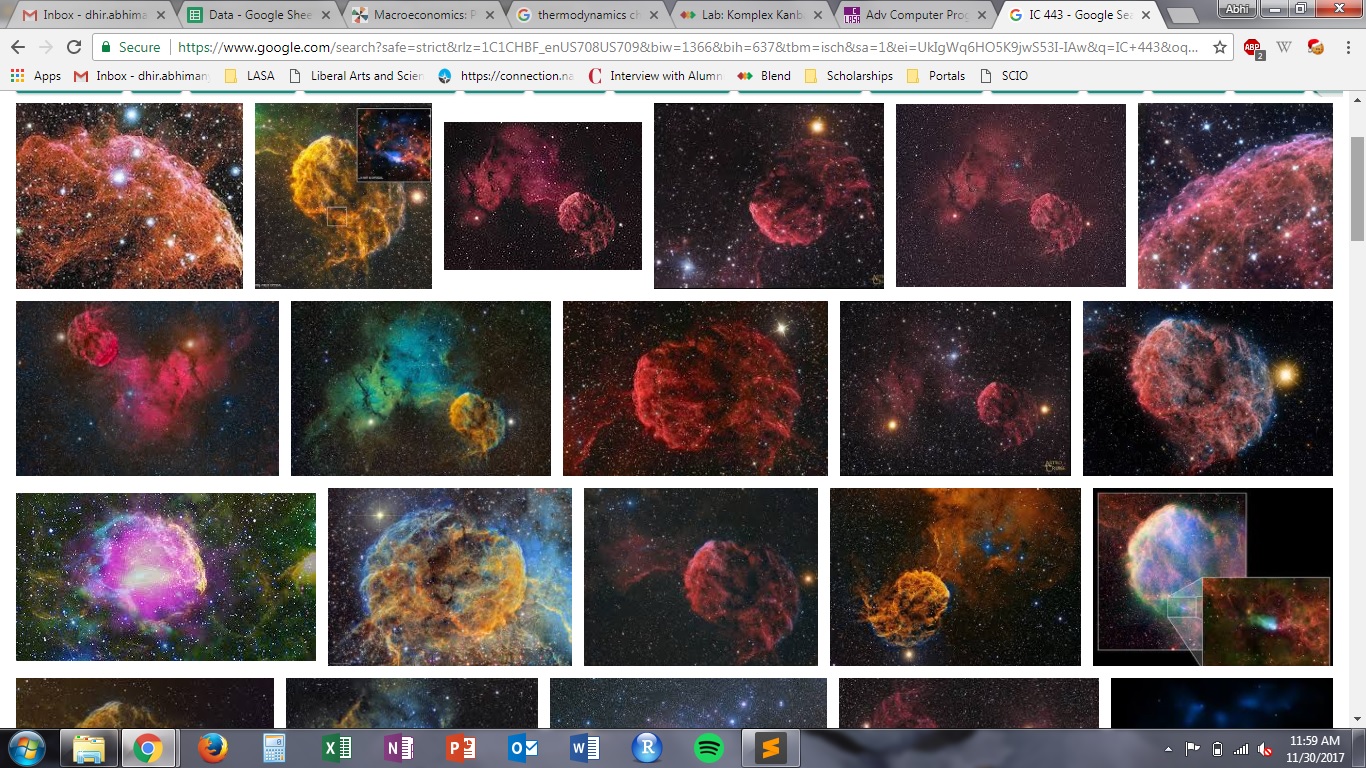 Inbox - dhir.abhima
Data - Google Shee
Macroeconomics: P
thermodynamics ch
Lab: Komplex Kanb
Adv Computer Prog
IC 443 - Google Sea
Abhi
Secure
https://www.google.com/search?safe=strict&rlz=1C1CHBF_enUS708US709&biw=1366&bih=637&tbm=isch&sa=1&ei=UkIgWq6HO5K9jwS53I-IAw&q=IC+443&oq...
ABP
2
W
Apps
Inbox - dhir.abhiman
LASA
Liberal Arts and Scien
https://connection.na
Interview with Alumn
Blend
Scholarships
Portals
SCIO
11:59 AM
11/30/2017